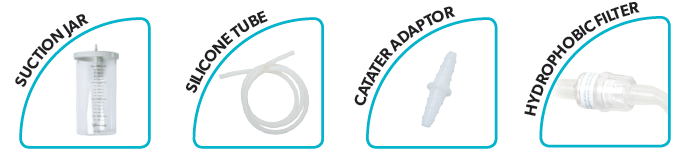 SUCTION JAR
SILICONE TUBE
CATATER ADAPTOR
HYDROPHOBIC FILTER